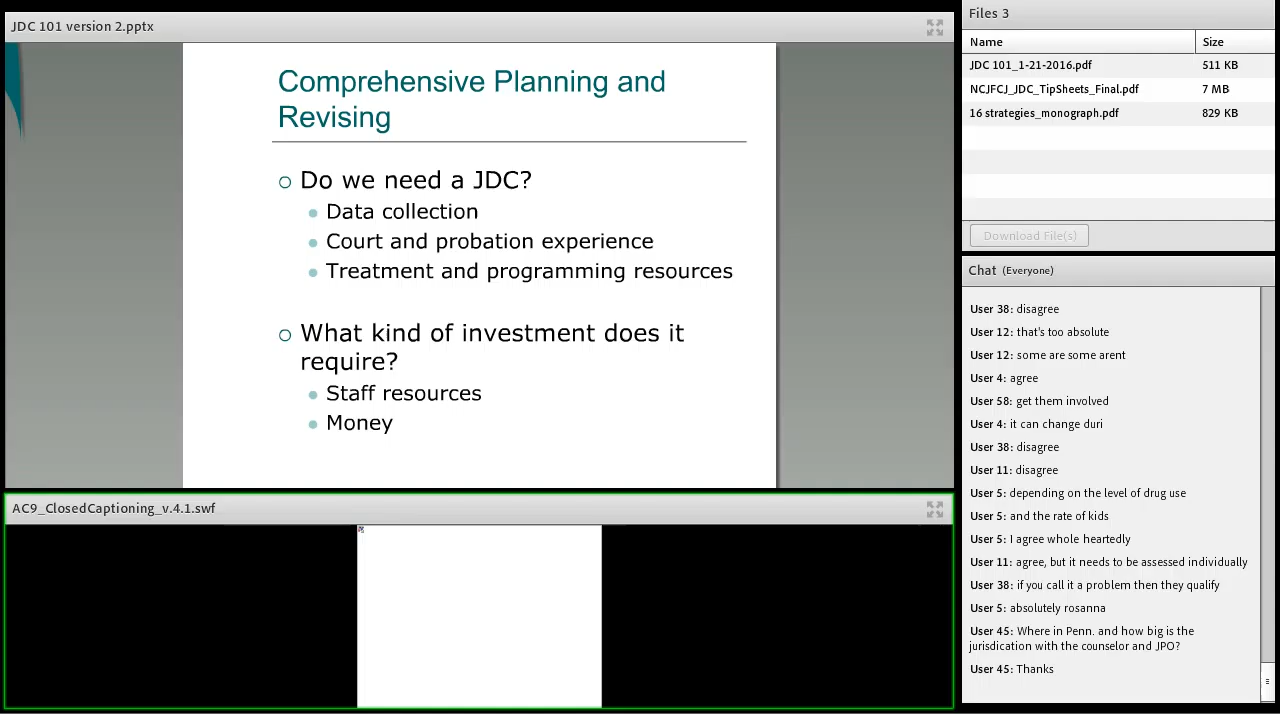 JDC 101 version 2.pptx
Comprehensive Planning and
Revising
Do we need a JDC?
Data collection
Court and probation experience
Treatment and programming resources
What kind of investment does it
require?
Staff resources
Money
AC9_ClosedCaptioning_v.4.1.swf
Files 3
Name Size
JDC 101_1-21-2016.pdf 511 KB
NCJFCJ_JDC_TipSheets_Final.pdf 7 MB
16 strategies_monograph.pdf 829 KB
Download File(s)
Chat (Everyone)
User 38: disagree
User 12: that's too absolute
User 12: some are some arent
User 4: agree
User 58: get them involved
User 4: it can change duri
User 38: disagree
User 11: disagree
User 5: depending on the level of drug use
User 5: and the rate of kids
User 5: I agree whole heartedly
User 11: agree, but it needs to be assessed individually
User 38: if you call it a problem then they qualify
User 5: absolutely rosanna
User 45: Where in Penn. and how big is the
jurisdication with the counselor and JPO?
User 45: Thanks